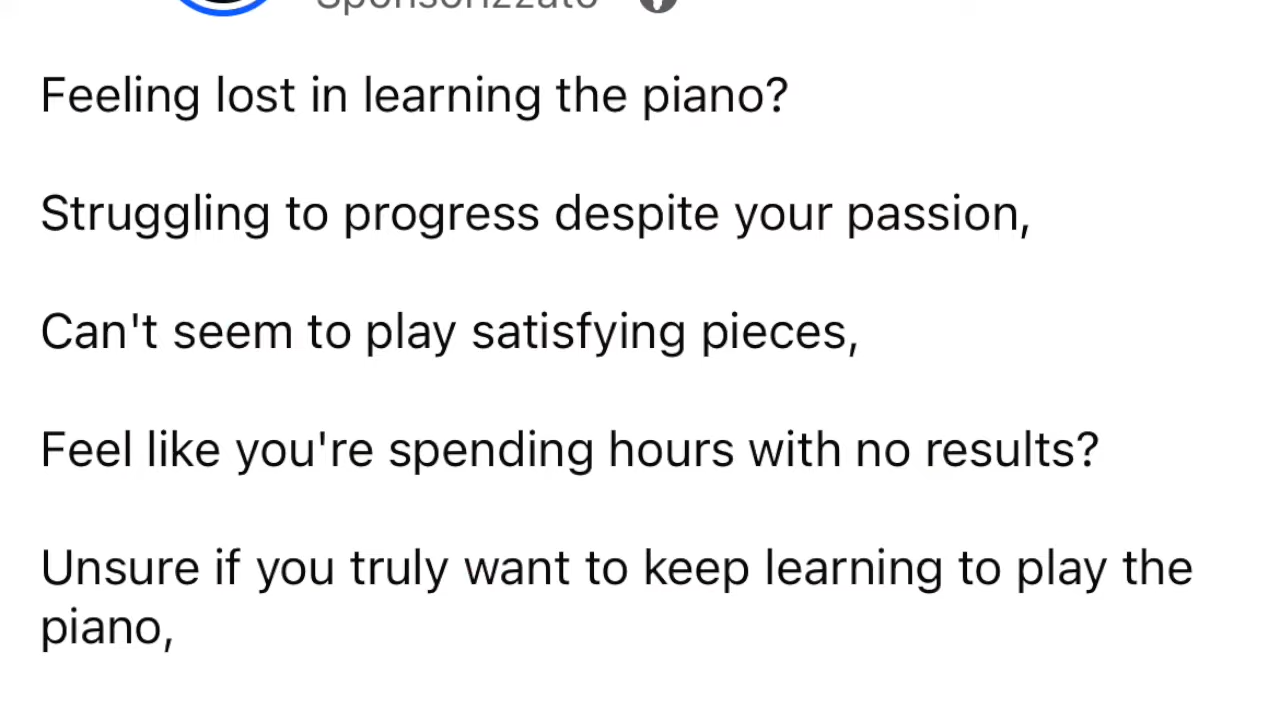 Sponsorizzato
Feeling lost in learning the piano?
Struggling to progress despite your passion,
Can't seem to play satisfying pieces,
Feel like you're spending hours with no results?
Unsure if you truly want to keep learning to play the
piano,